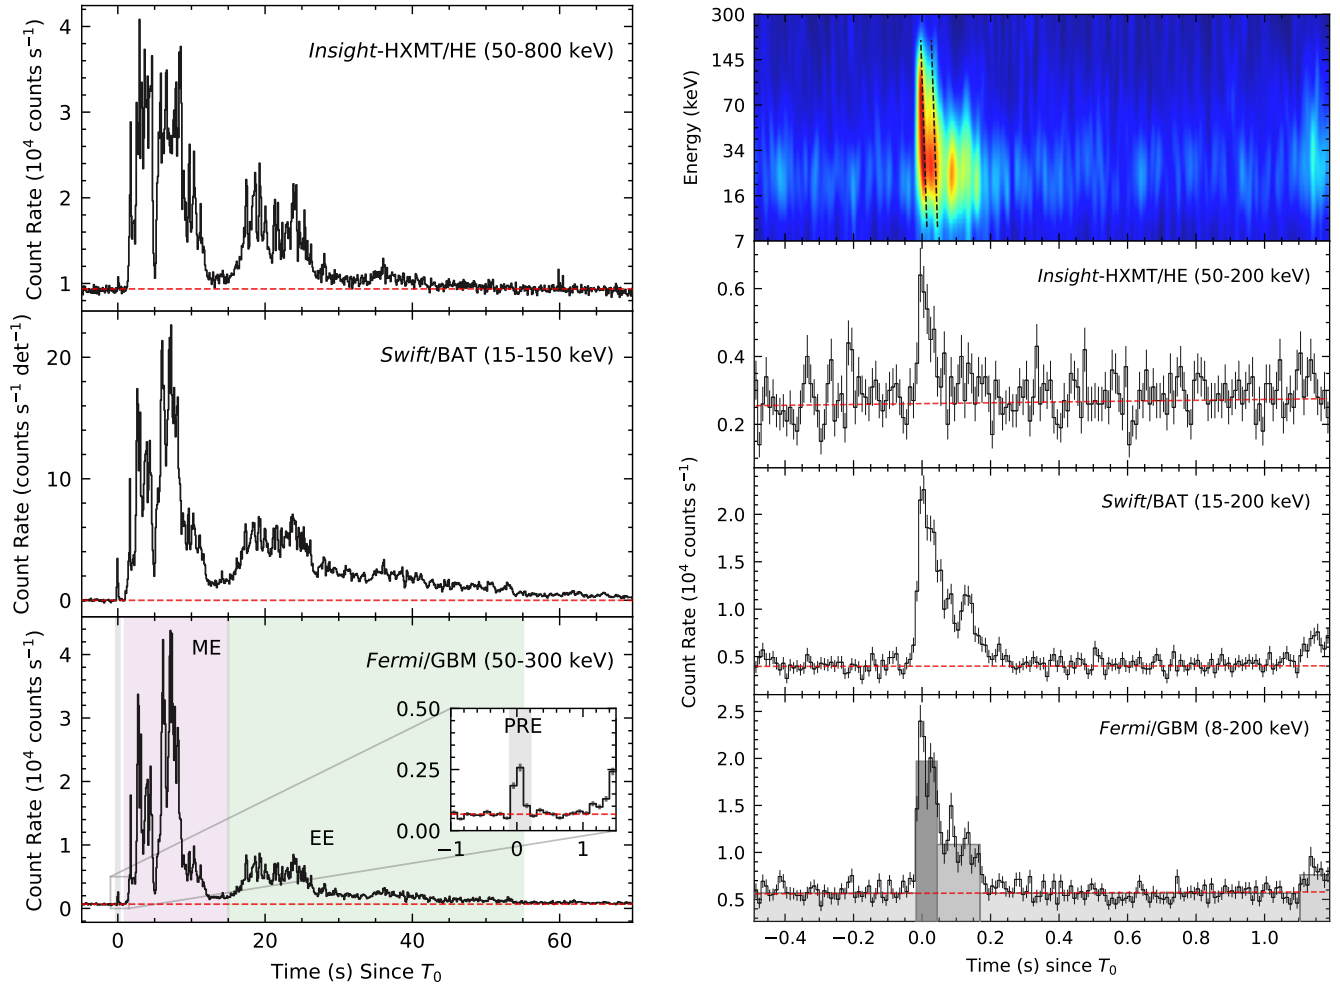 Insight-HXMT/HE (50-800 keV)
Count Rate (10⁴ counts s⁻¹)
4
3
2
1
Swift/BAT (15-150 keV)
Count Rate (counts s⁻¹ det⁻¹)
20
10
0
ME
Fermi/GBM (50-300 keV)
Count Rate (10⁴ counts s⁻¹)
4
3
2
1
0
EE
PRE
0.50
0.25
0.00
−1 0 1
0 20 40 60
Time (s) Since T₀
300
145
70
34
16
7
Energy (keV)
Insight-HXMT/HE (50-200 keV)
0.6
0.4
0.2
Count Rate (10⁴ counts s⁻¹)
Swift/BAT (15-200 keV)
2.0
1.5
1.0
0.5
Fermi/GBM (8-200 keV)
2.5
2.0
1.5
1.0
0.5
−0.4 −0.2 0.0 0.2 0.4 0.6 0.8 1.0
Time (s) since T₀